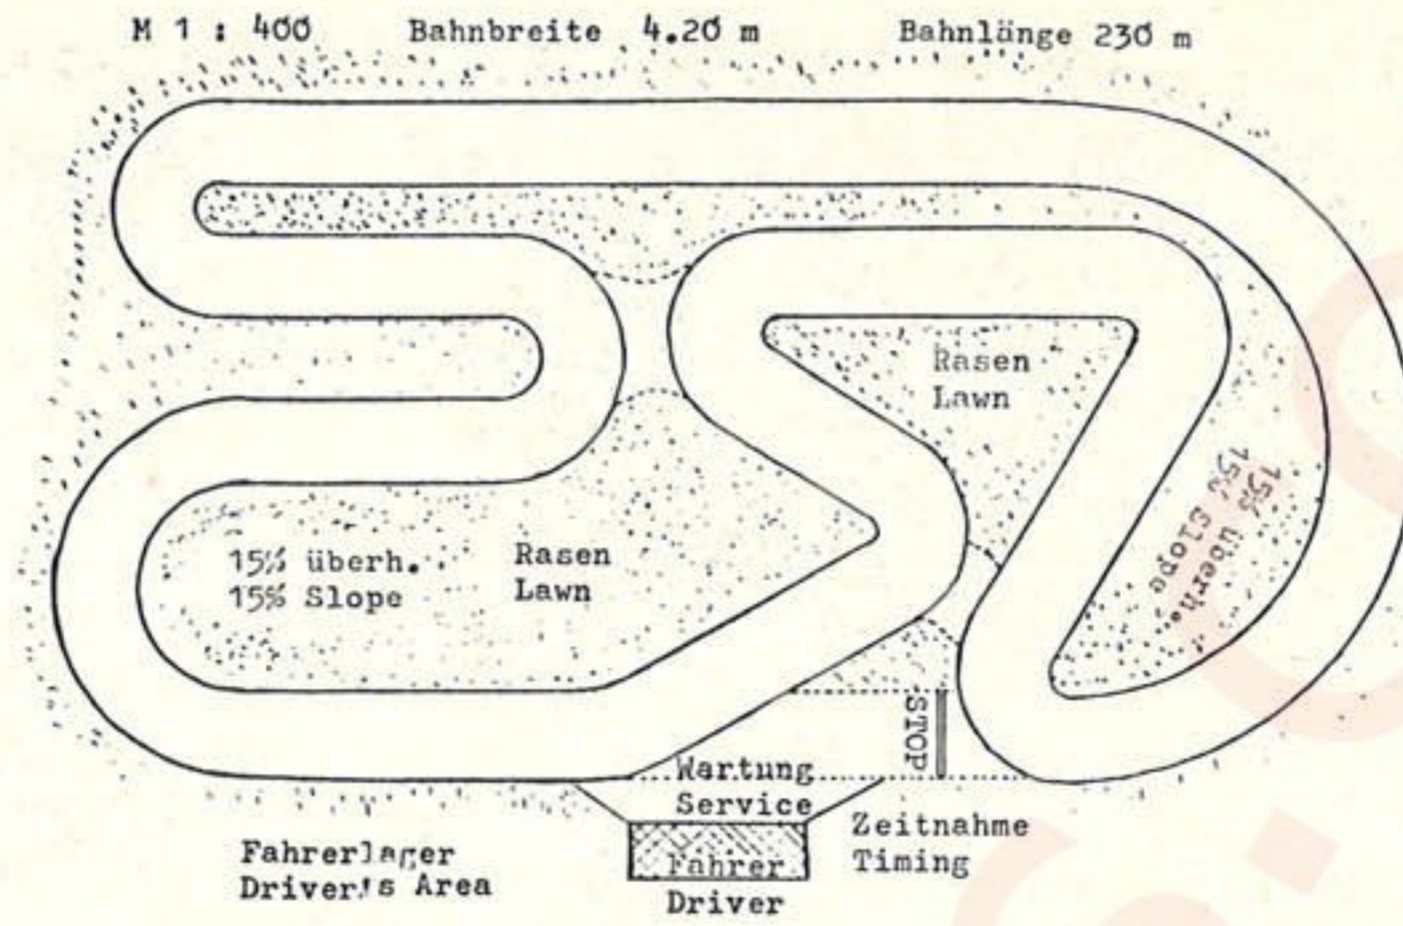 M 1 : 400 Bahnbreite 4.20 m Bahnlänge 230 m
Rasen
Lawn
15% überh.
15% Slope
15% überh.
15% Slope
Rasen
Lawn
STOP
Wartung
Service
Zeitnahme
Timing
Fahrerlager
Driver's Area
Fahrer
Driver